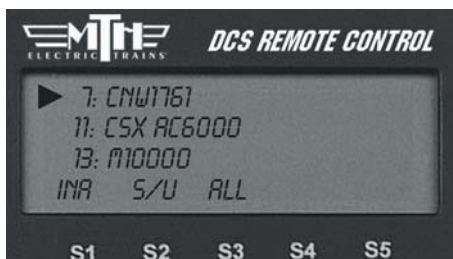 MTH DCS REMOTE CONTROL
ELECTRIC TRAINS
7: CNW1761
11: CSX AC6000
13: M10000
INA S/U ALL
S1 S2 S3 S4 S5